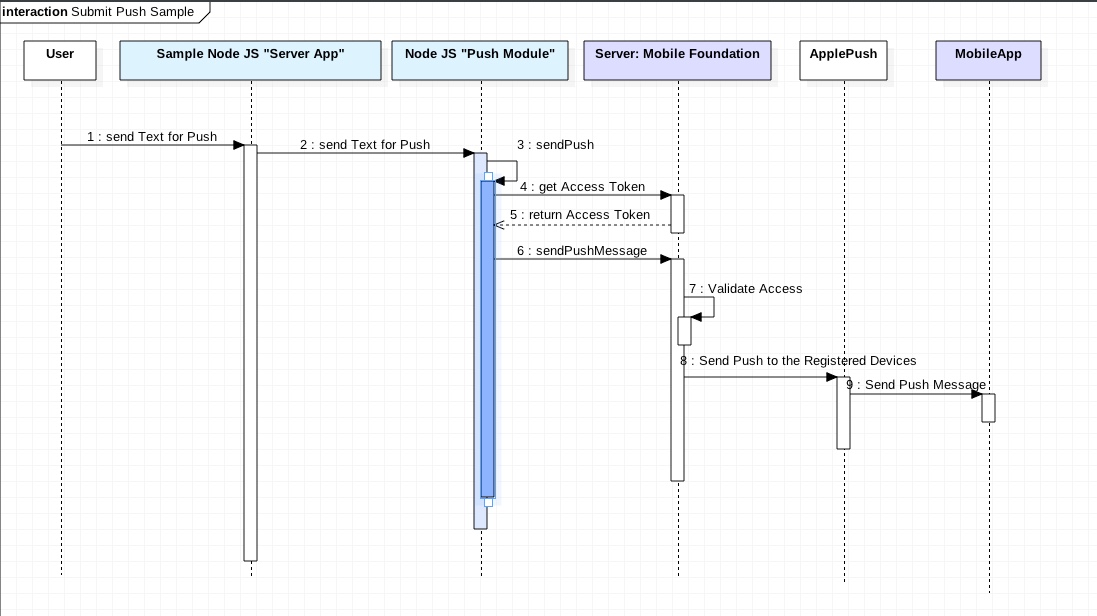 interaction Submit Push Sample
User
Sample Node JS "Server App"
Node JS "Push Module"
Server: Mobile Foundation
ApplePush
MobileApp
1 : send Text for Push
2 : send Text for Push
3 : sendPush
4 : get Access Token
5 : return Access Token
6 : sendPushMessage
7 : Validate Access
8 : Send Push to the Registered Devices
9 : Send Push Message